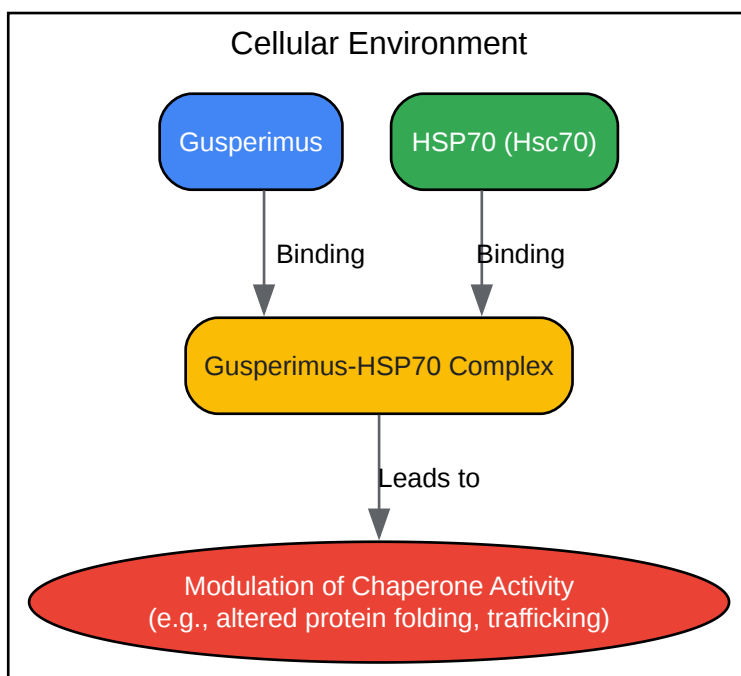 Cellular Environment
Gusperimus
HSP70 (Hsc70)
Binding
Binding
Gusperimus-HSP70 Complex
Leads to
Modulation of Chaperone Activity
(e.g., altered protein folding, trafficking)